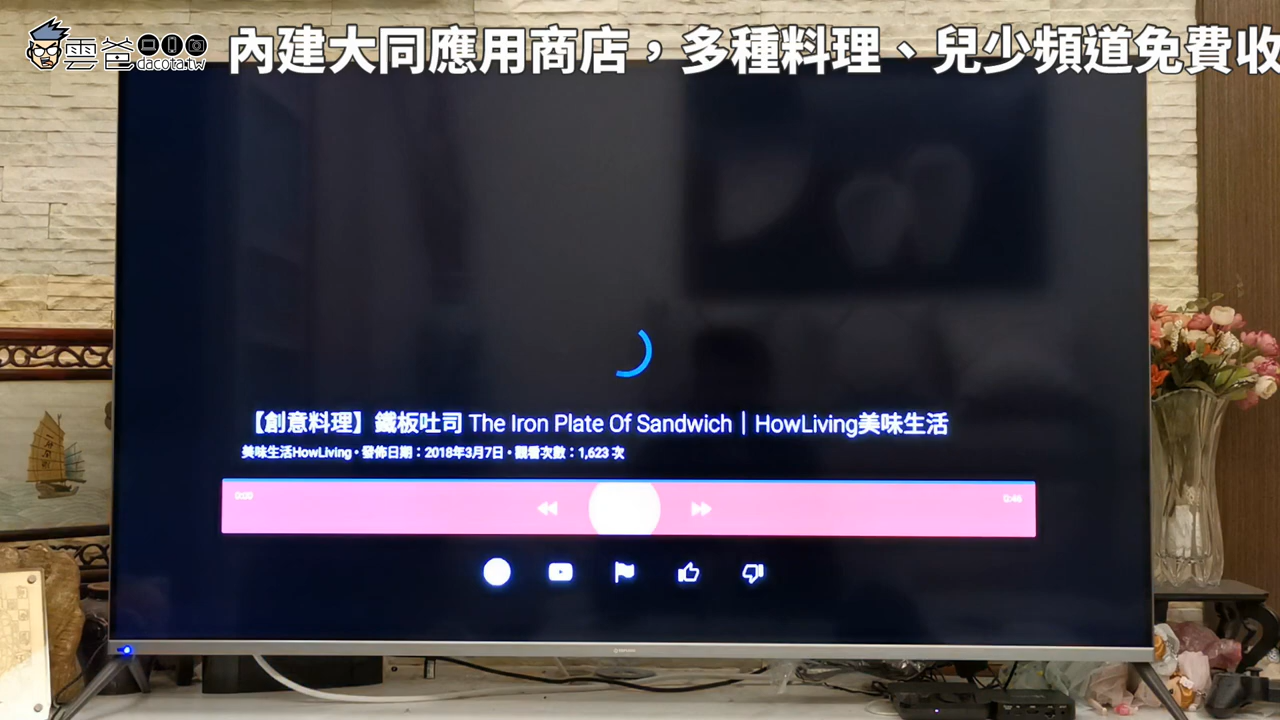 雲爸
dacota.tw
內建大同應用商店，多種料理、兒少頻道免費收
【創意料理】鐵板吐司 The Iron Plate Of Sandwich｜HowLiving美味生活
美味生活HowLiving • 發佈日期：2018年3月7日 • 觀看次數：1,623 次
0:00
5:46